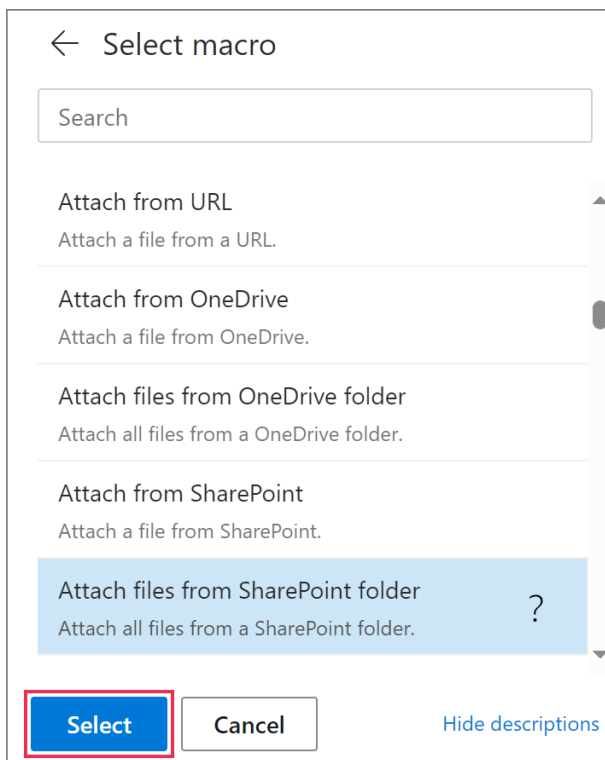 Select macro
Search
Attach from URL
Attach a file from a URL.
Attach from OneDrive
Attach a file from OneDrive.
Attach files from OneDrive folder
Attach all files from a OneDrive folder.
Attach from SharePoint
Attach a file from SharePoint.
Attach files from SharePoint folder
?
Attach all files from a SharePoint folder.
Select Cancel Hide descriptions